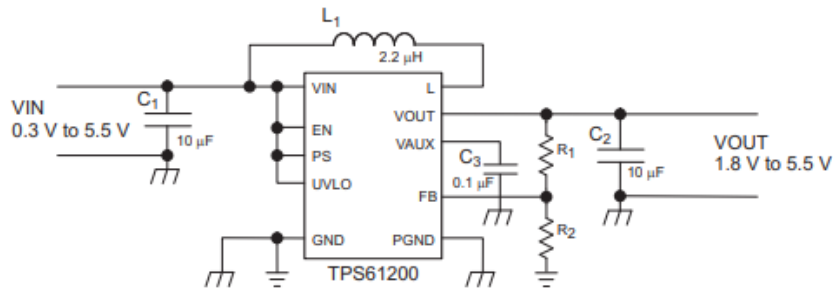 L1
2.2 µH
VIN
0.3 V to 5.5 V
C1
10 µF
VIN
EN
PS
UVLO
GND
L
VOUT
VAUX
FB
PGND
TPS61200
C3
0.1 µF
R1
R2
C2
10 µF
VOUT
1.8 V to 5.5 V